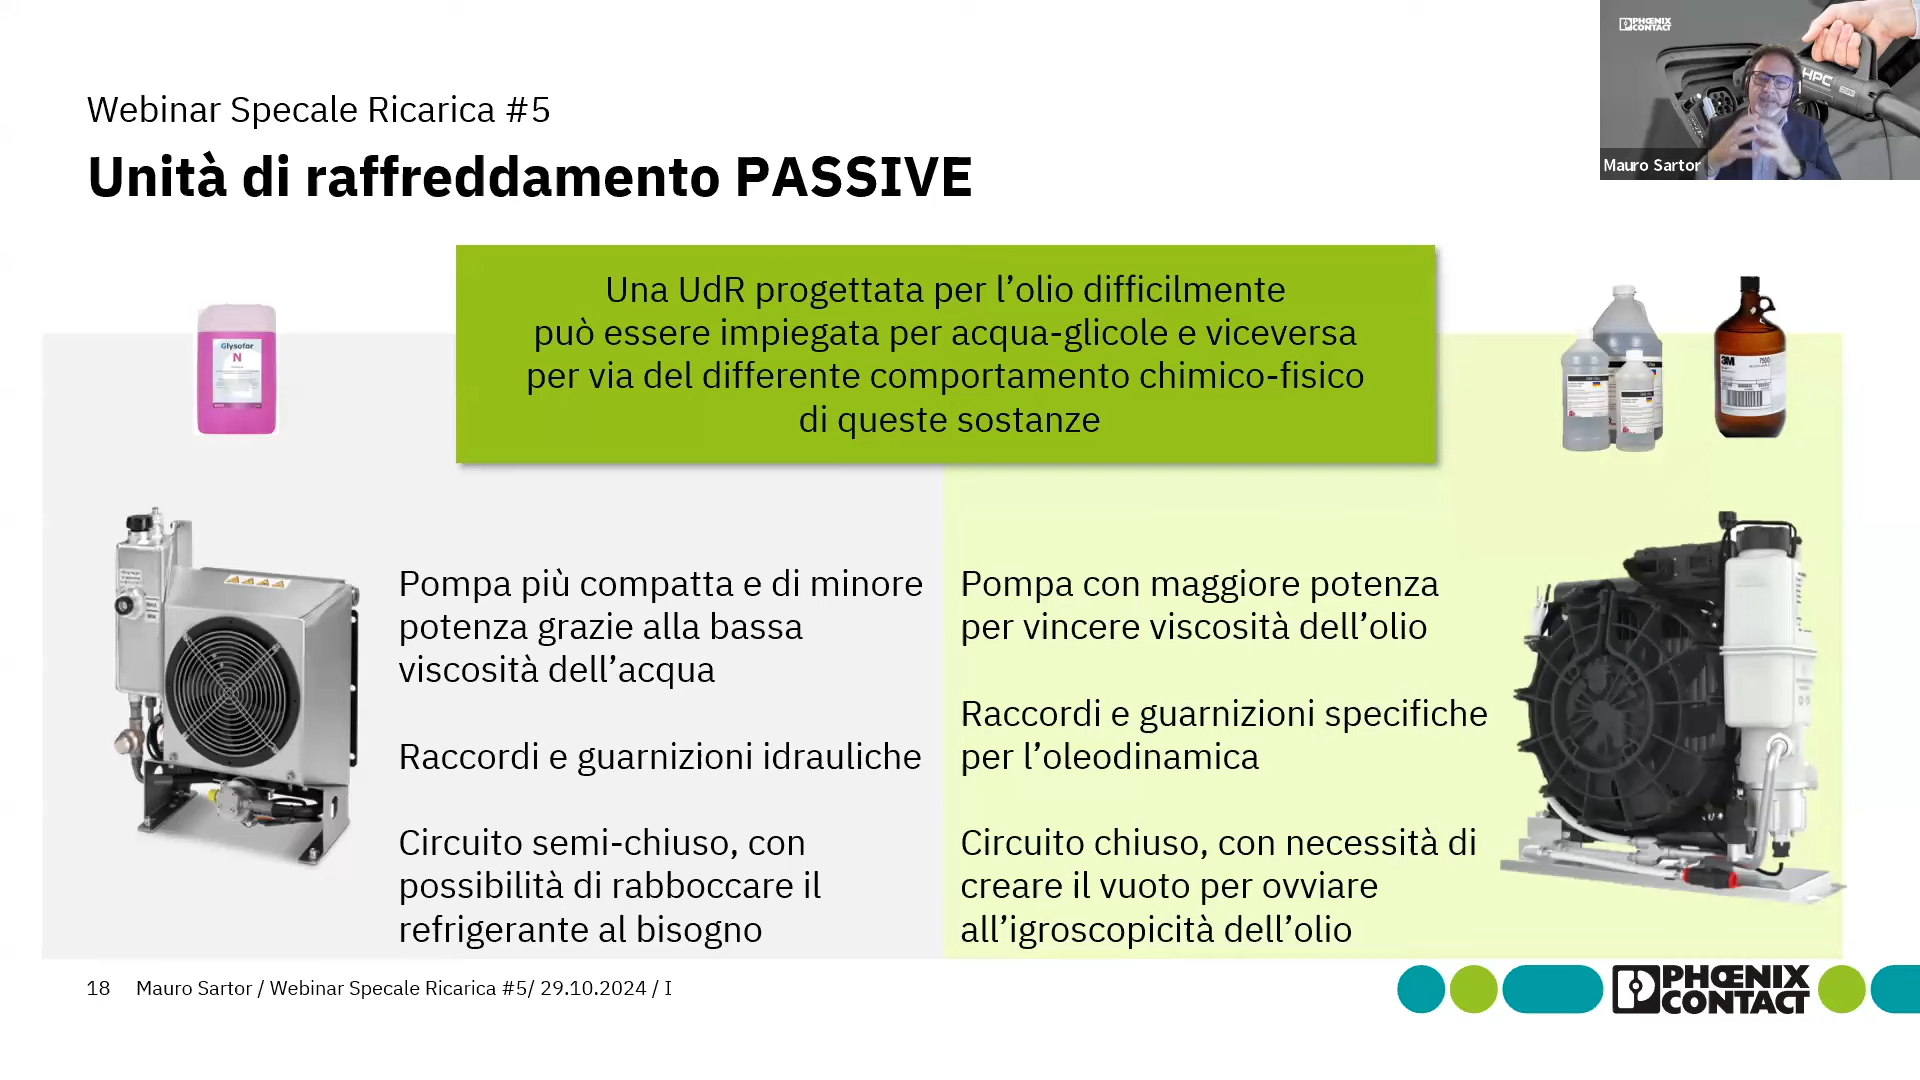 PHŒNIX
CONTACT
HPC
Mauro Sartor
Webinar Specale Ricarica #5
Unità di raffreddamento PASSIVE
Una UdR progettata per l’olio difficilmente
può essere impiegata per acqua-glicole e viceversa
per via del differente comportamento chimico-fisico
di queste sostanze
Glysofor
N
3M
Pompa più compatta e di minore
potenza grazie alla bassa
viscosità dell’acqua
Raccordi e guarnizioni idrauliche
Circuito semi-chiuso, con
possibilità di rabboccare il
refrigerante al bisogno
Pompa con maggiore potenza
per vincere viscosità dell’olio
Raccordi e guarnizioni specifiche
per l’oleodinamica
Circuito chiuso, con necessità di
creare il vuoto per ovviare
all’igroscopicità dell’olio
18 Mauro Sartor / Webinar Specale Ricarica #5/ 29.10.2024 / I
PHŒNIX
CONTACT